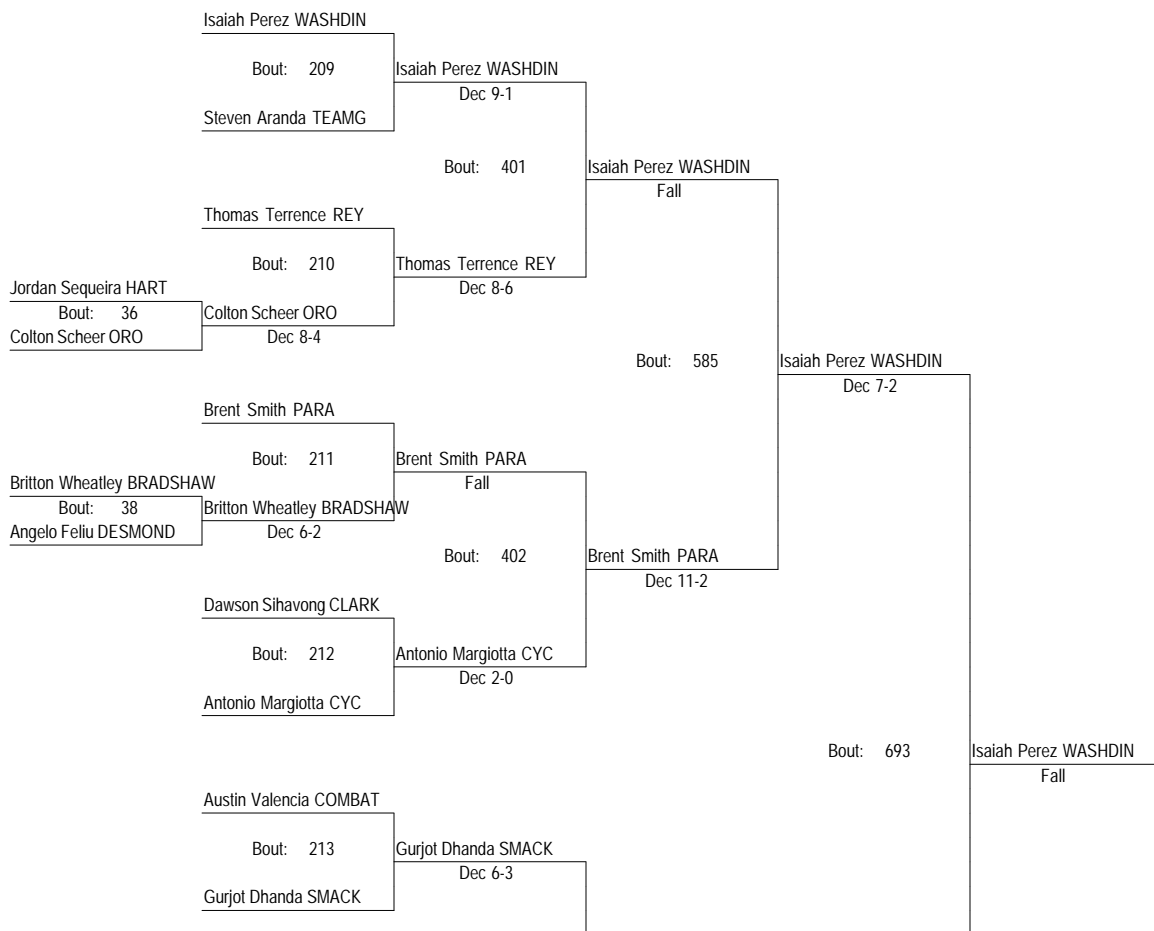 Isaiah Perez WASHDIN
Bout: 209
Isaiah Perez WASHDIN
Dec 9-1
Steven Aranda TEAMG
Bout: 401
Isaiah Perez WASHDIN
Fall
Thomas Terrence REY
Bout: 210
Thomas Terrence REY
Dec 8-6
Jordan Sequeira HART
Bout: 36
Colton Scheer ORO
Colton Scheer ORO
Dec 8-4
Bout: 585
Isaiah Perez WASHDIN
Dec 7-2
Brent Smith PARA
Bout: 211
Brent Smith PARA
Fall
Britton Wheatley BRADSHAW
Bout: 38
Britton Wheatley BRADSHAW
Angelo Feliu DESMOND
Dec 6-2
Bout: 402
Brent Smith PARA
Dec 11-2
Dawson Sihavong CLARK
Bout: 212
Antonio Margiotta CYC
Dec 2-0
Antonio Margiotta CYC
Bout: 693
Isaiah Perez WASHDIN
Fall
Austin Valencia COMBAT
Bout: 213
Gurjot Dhanda SMACK
Dec 6-3
Gurjot Dhanda SMACK